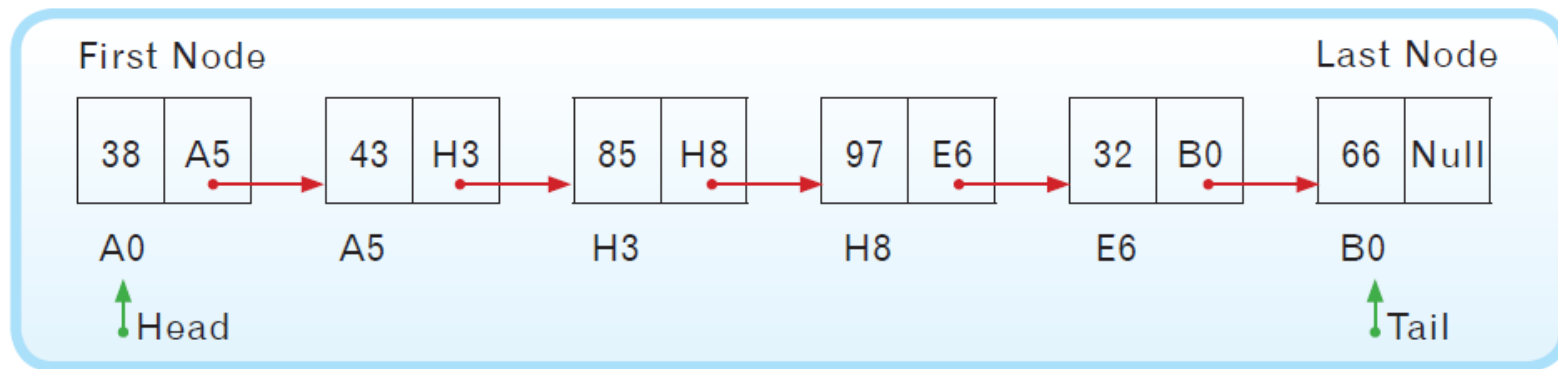 First Node Last Node
38 A5 43 H3 85 H8 97 E6 32 B0 66 Null
A0 A5 H3 H8 E6 B0
Head Tail